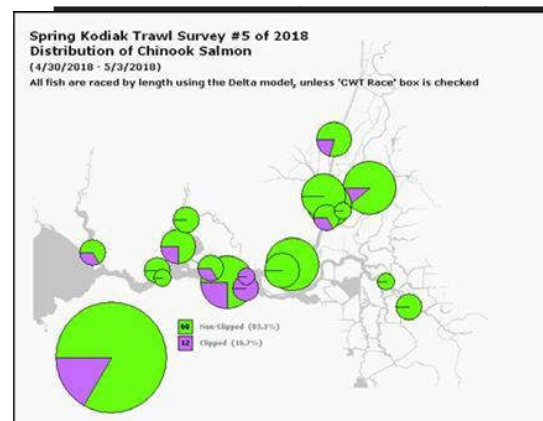 Spring Kodiak Trawl Survey #5 of 2018
Distribution of Chinook Salmon
(4/30/2018 - 5/3/2018)
All fish are raced by length using the Delta model, unless 'CWT Race' box is checked
60 Non-Clipped (83.3%)
12 Clipped (16.7%)